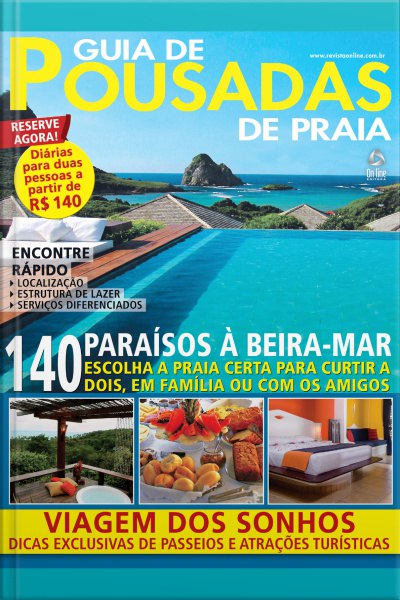 GUIA DE
www.revistaonline.com.br
POUSADAS
DE PRAIA
RESERVE
AGORA!
Diárias
para duas
pessoas a
partir de
R$ 140
On line
EDITORA
ENCONTRE
RÁPIDO
LOCALIZAÇÃO
ESTRUTURA DE LAZER
SERVIÇOS DIFERENCIADOS
140 PARAÍSOS À BEIRA-MAR
ESCOLHA A PRAIA CERTA PARA CURTIR A
DOIS, EM FAMÍLIA OU COM OS AMIGOS
VIAGEM DOS SONHOS
DICAS EXCLUSIVAS DE PASSEIOS E ATRAÇÕES TURÍSTICAS